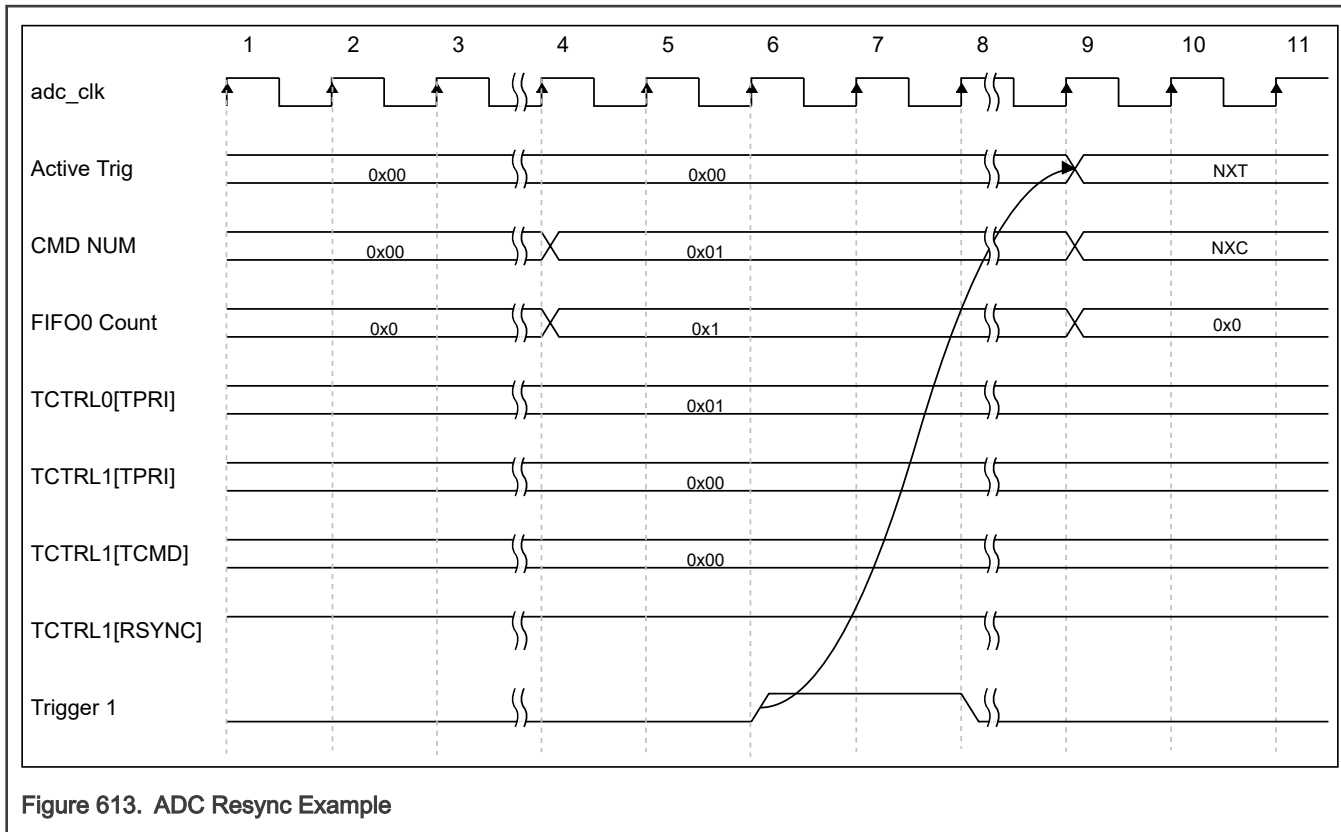 1 2 3 4 5 6 7 8 9 10 11
adc_clk
Active Trig 0x00 0x00 NXT
CMD NUM 0x00 0x01 NXC
FIFO0 Count 0x0 0x1 0x0
TCTRL0[TPRI] 0x01
TCTRL1[TPRI] 0x00
TCTRL1[TCMD] 0x00
TCTRL1[RSYNC]
Trigger 1
Figure 613. ADC Resync Example